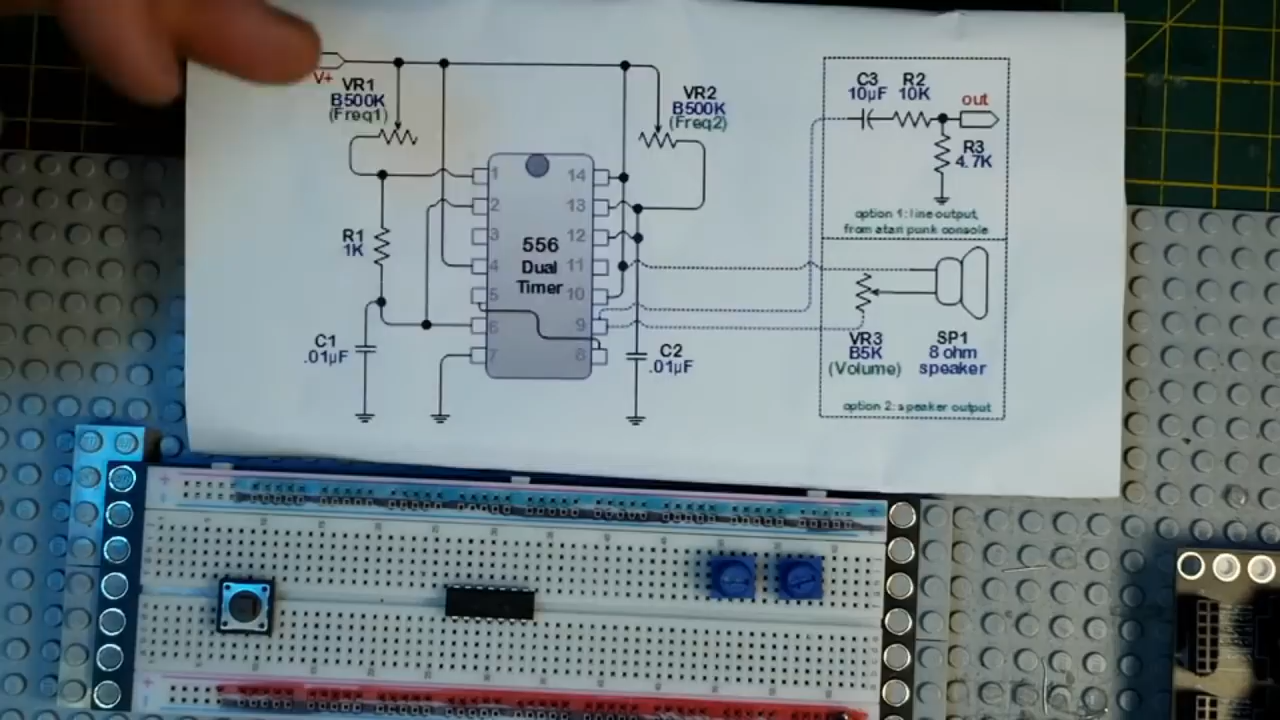 V+
VR1
B500K
(Freq1)
VR2
B500K
(Freq2)
C3
10µF
R2
10K
out
R3
4.7K
option 1: line output,
from atari punk console
1
2
3
4
5
6
7
14
13
12
11
10
9
8
556
Dual
Timer
R1
1K
C1
.01µF
C2
.01µF
VR3
B5K
(Volume)
SP1
8 ohm
speaker
option 2: speaker output